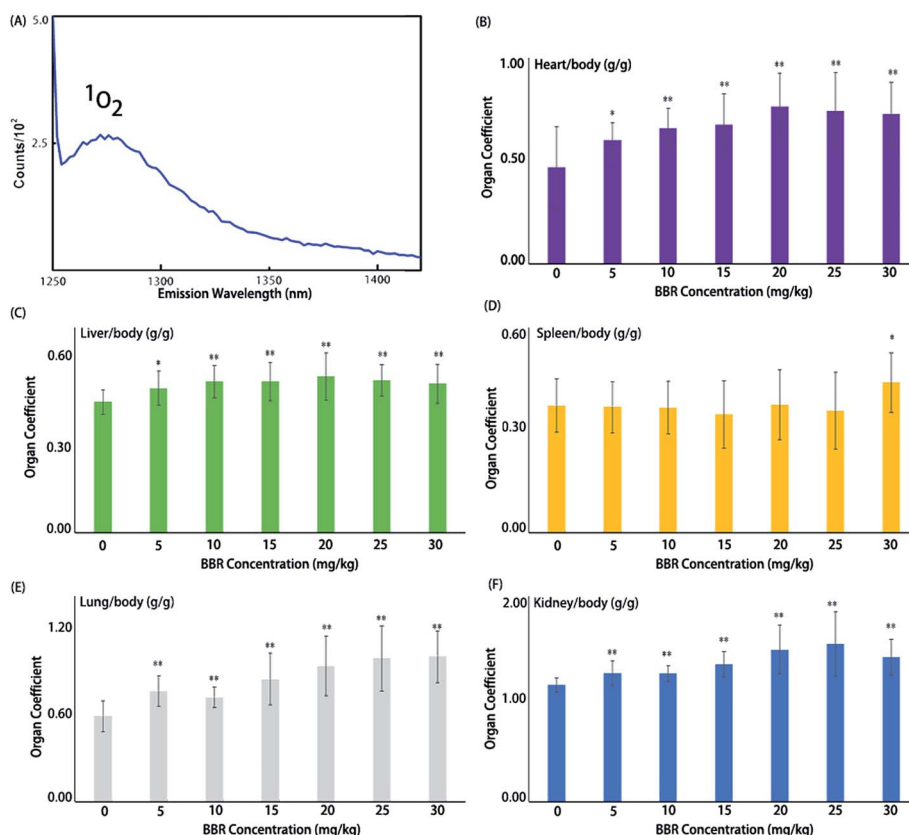 (A)
5.0
2.5
Counts/10²
¹O₂
1250
1300
1350
1400
Emission Wavelength (nm)
(B)
Heart/body (g/g)
1.00
0.50
0.00
Organ Coefficient
* ** ** ** ** **
0 5 10 15 20 25 30
BBR Concentration (mg/kg)
(C)
Liver/body (g/g)
0.60
0.30
0.00
Organ Coefficient
* ** ** ** ** **
0 5 10 15 20 25 30
BBR Concentration (mg/kg)
(D)
Spleen/body (g/g)
0.60
0.30
0.00
Organ Coefficient
*
0 5 10 15 20 25 30
BBR Concentration (mg/kg)
(E)
Lung/body (g/g)
1.20
0.60
0.00
Organ Coefficient
** ** ** ** ** **
0 5 10 15 20 25 30
BBR Concentration (mg/kg)
(F)
Kidney/body (g/g)
2.00
1.00
0.00
Organ Coefficient
** ** ** ** ** **
0 5 10 15 20 25 30
BBR Concentration (mg/kg)